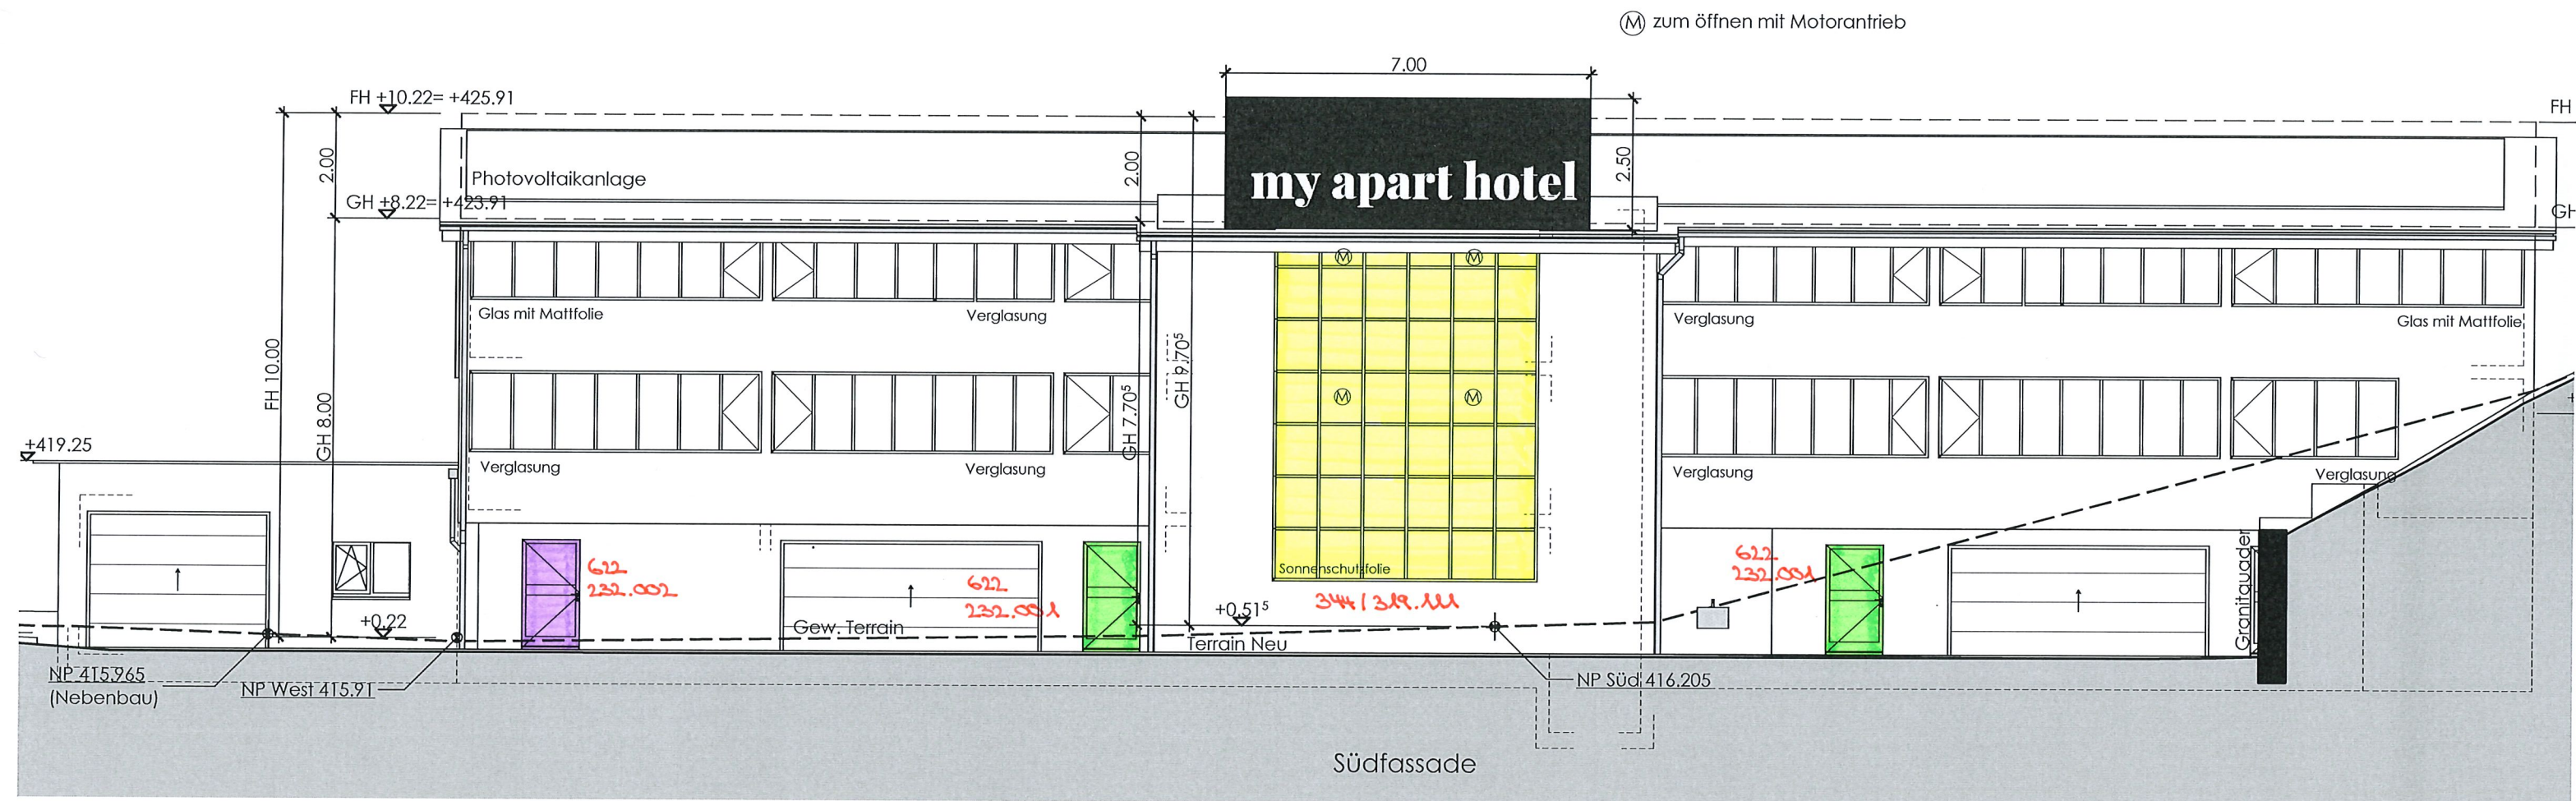 Ⓜ zum öffnen mit Motorantrieb
7.00
FH +10.22= +425.91
FH
2.00
2.00
my apart hotel
2.50
Photovoltaikanlage
GH +8.22= +423.91
GH
M
M
Glas mit Mattfolie
Verglasung
Verglasung
Glas mit Mattfolie
FH 10.00
GH 8.00
GH 7.70⁵
GH 9.70⁵
M
M
+419.25
Verglasung
Verglasung
Verglasung
Verglasung
622
232.002
622
232.001
Sonnenschutzfolie
344/319.111
622
232.001
Granitquader
+0.22
Gew. Terrain
+0.51⁵
Terrain Neu
NP 415.965
(Nebenbau)
NP West 415.91
NP Süd 416.205
Südfassade